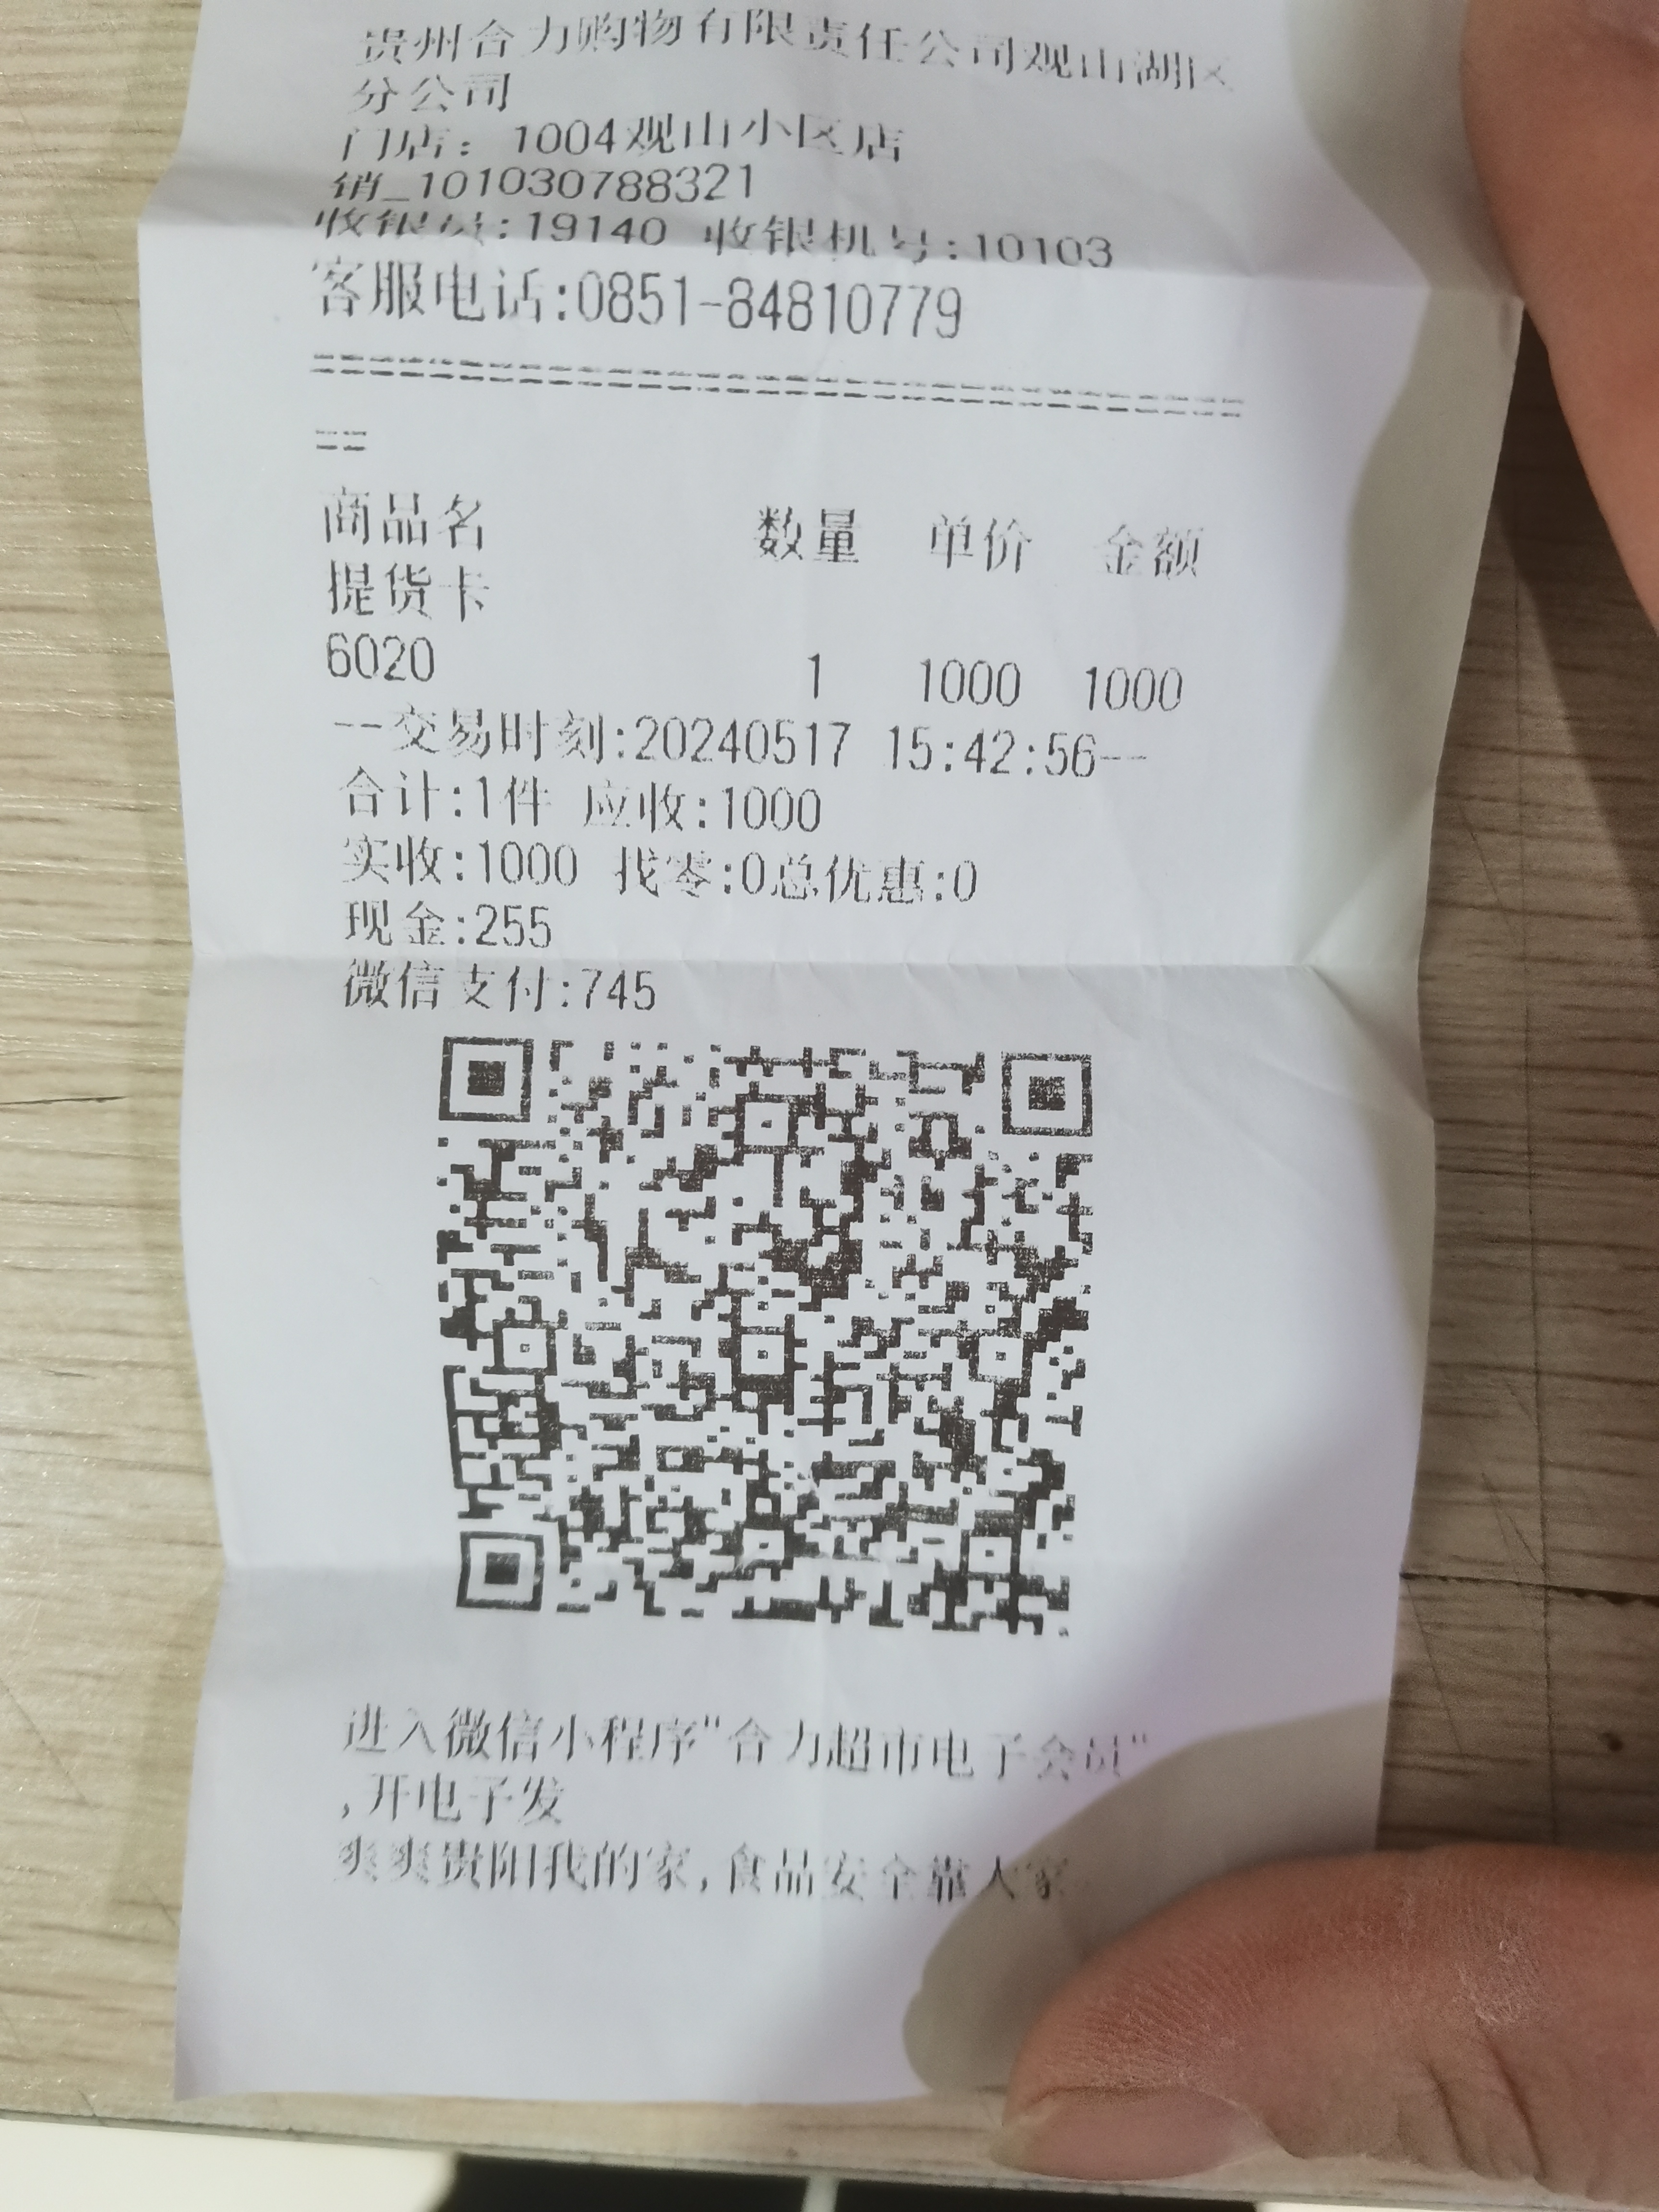 贵州合力购物有限责任公司观山湖区
分公司
门店：1004观山小区店
销_101030788321
收银员:19140 收银机号:10103
客服电话:0851-84810779
==================================
==
商品名 数量 单价 金额
提货卡
6020 1 1000 1000
--交易时刻:20240517 15:42:56--
合计:1件 应收:1000
实收:1000 找零:0总优惠:0
现金:255
微信支付:745
进入微信小程序"合力超市电子会员"
,开电子发
爽爽贵阳我的家,食品安全靠大家